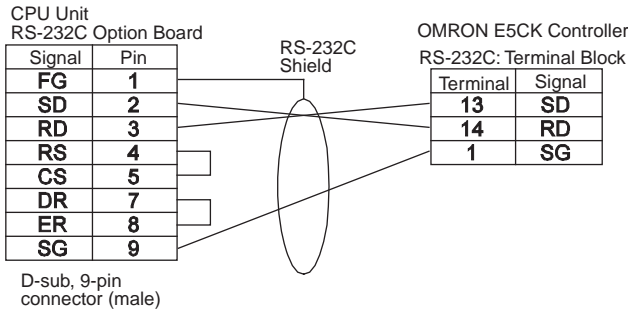 CPU Unit
RS-232C Option Board
Signal Pin
FG 1
SD 2
RD 3
RS 4
CS 5
DR 7
ER 8
SG 9
D-sub, 9-pin
connector (male)
RS-232C
Shield
OMRON E5CK Controller
RS-232C: Terminal Block
Terminal Signal
13 SD
14 RD
1 SG